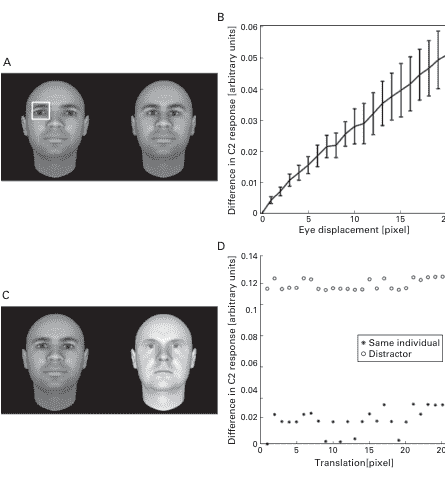 A
B
Difference in C2 response [arbitrary units]
0.06
0.05
0.04
0.03
0.02
0.01
0
0 5 10 15 20
Eye displacement [pixel]
C
D
Difference in C2 response [arbitrary units]
0.14
0.12
0.1
0.08
0.06
0.04
0.02
0
Same individual
Distractor
0 5 10 15 20
Translation[pixel]